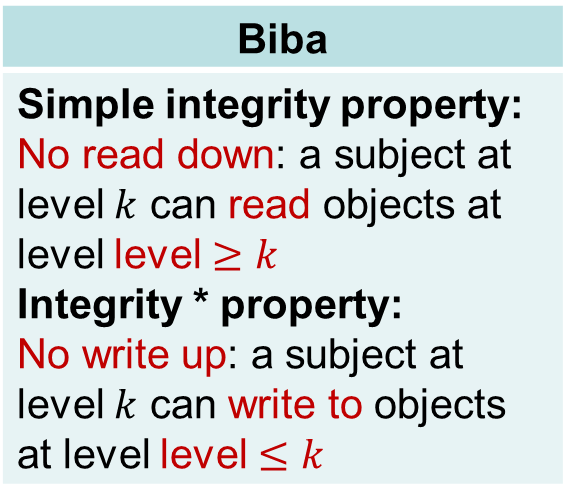 Biba
Simple integrity property:
No read down: a subject at
level k can read objects at
level level ≥ k
Integrity * property:
No write up: a subject at
level k can write to objects
at level level ≤ k